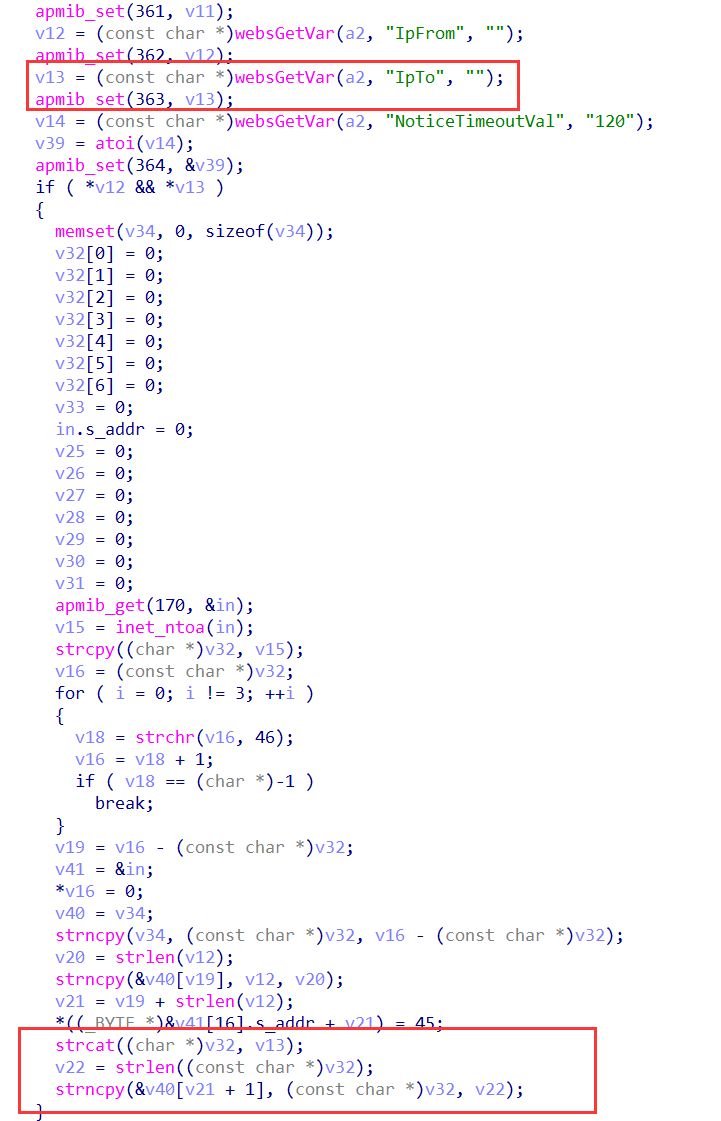 apmib_set(361, v11);
v12 = (const char *)websGetVar(a2, "IpFrom", "");
apmib_set(362, v12);
v13 = (const char *)websGetVar(a2, "IpTo", "");
apmib_set(363, v13);
v14 = (const char *)websGetVar(a2, "NoticeTimeoutVal", "120");
v39 = atoi(v14);
apmib_set(364, &v39);
if ( *v12 && *v13 )
{
memset(v34, 0, sizeof(v34));
v32[0] = 0;
v32[1] = 0;
v32[2] = 0;
v32[3] = 0;
v32[4] = 0;
v32[5] = 0;
v32[6] = 0;
v33 = 0;
in.s_addr = 0;
v25 = 0;
v26 = 0;
v27 = 0;
v28 = 0;
v29 = 0;
v30 = 0;
v31 = 0;
apmib_get(170, &in);
v15 = inet_ntoa(in);
strcpy((char *)v32, v15);
v16 = (const char *)v32;
for ( i = 0; i != 3; ++i )
{
v18 = strchr(v16, 46);
v16 = v18 + 1;
if ( v18 == (char *)-1 )
break;
}
v19 = v16 - (const char *)v32;
v41 = &in;
*v16 = 0;
v40 = v34;
strncpy(v34, (const char *)v32, v16 - (const char *)v32);
v20 = strlen(v12);
strncpy(&v40[v19], v12, v20);
v21 = v19 + strlen(v12);
*((_BYTE *)&v41[16].s_addr + v21) = 45;
strcat((char *)v32, v13);
v22 = strlen((const char *)v32);
strncpy(&v40[v21 + 1], (const char *)v32, v22);
}